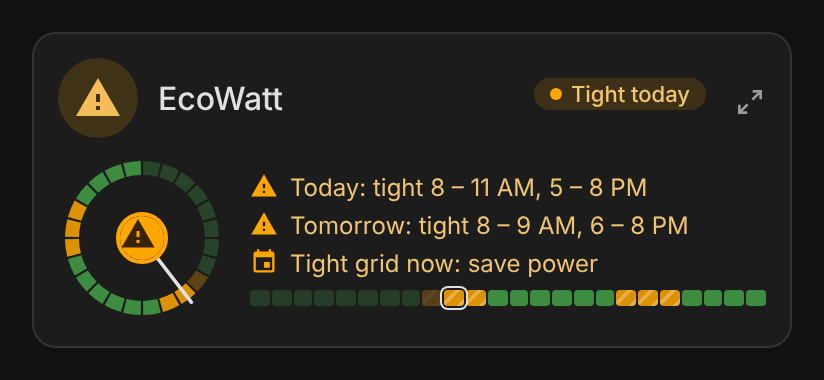 EcoWatt
Tight today
Today: tight 8 – 11 AM, 5 – 8 PM
Tomorrow: tight 8 – 9 AM, 6 – 8 PM
Tight grid now: save power